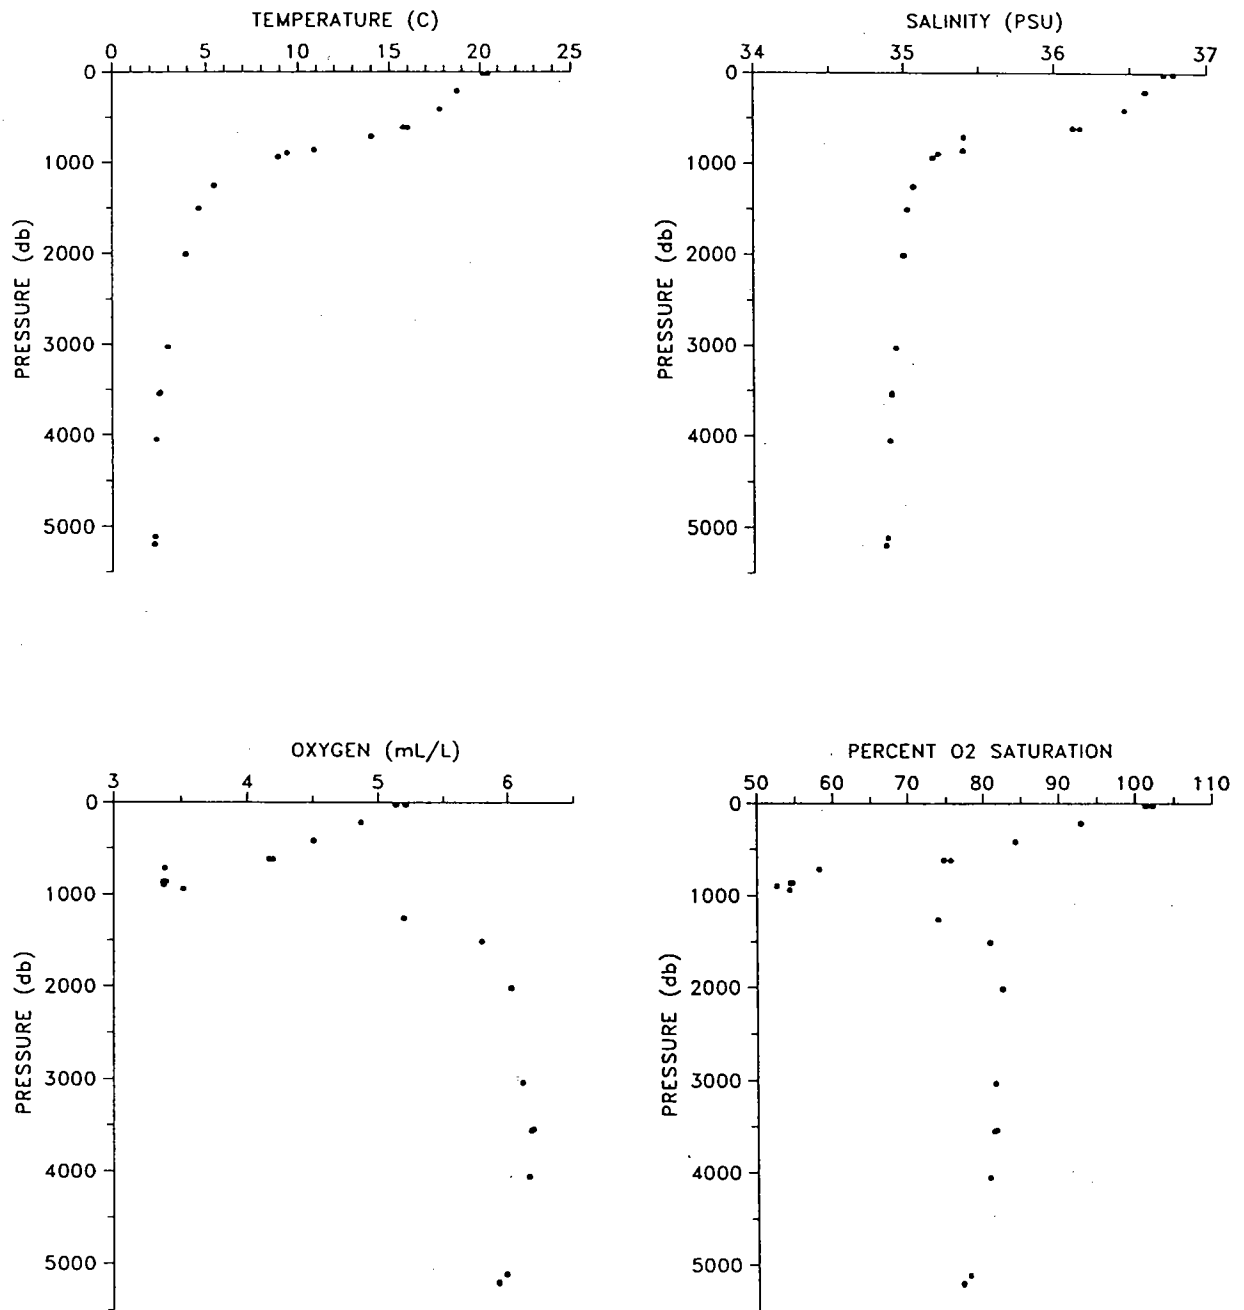 TEMPERATURE (C)
0 5 10 15 20 25
0
1000
2000
3000
4000
5000
PRESSURE (db)
SALINITY (PSU)
34 35 36 37
0
1000
2000
3000
4000
5000
PRESSURE (db)
OXYGEN (mL/L)
3 4 5 6
0
1000
2000
3000
4000
5000
PRESSURE (db)
PERCENT O2 SATURATION
50 60 70 80 90 100 110
0
1000
2000
3000
4000
5000
PRESSURE (db)